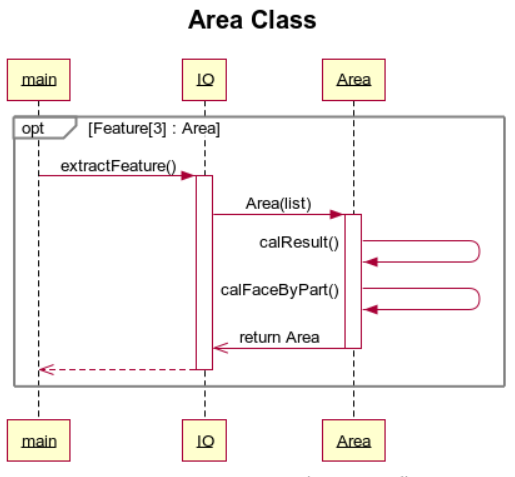 Area Class
main IO Area
opt [Feature[3] : Area]
extractFeature()
Area(list)
calResult()
calFaceByPart()
return Area
main IO Area